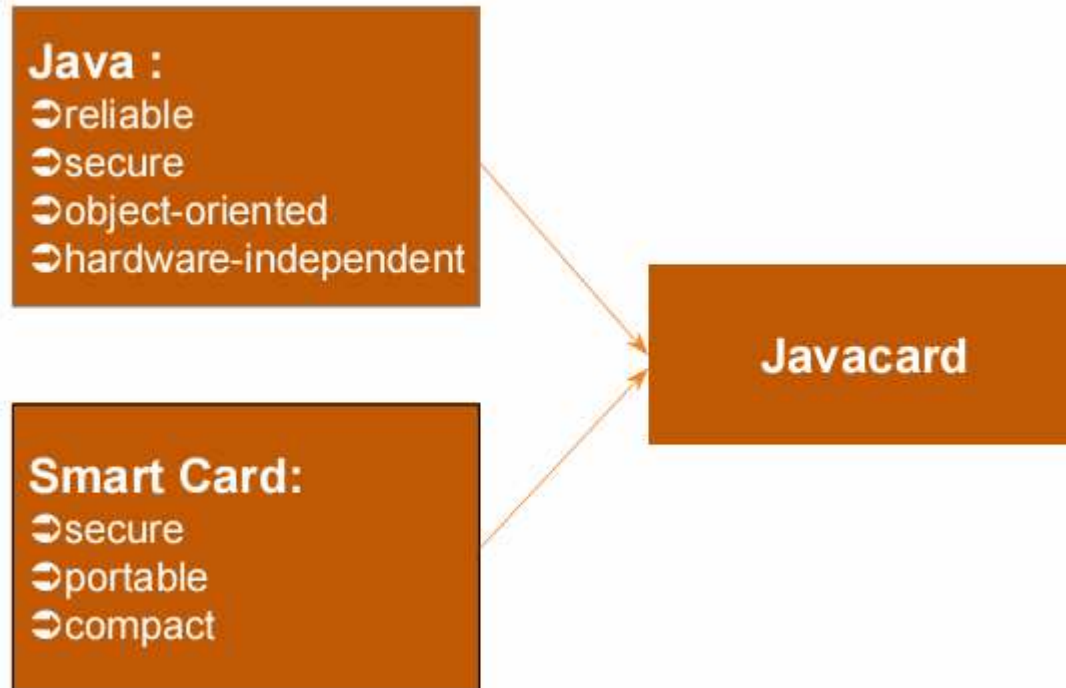 Java :
➲reliable
➲secure
➲object-oriented
➲hardware-independent
Javacard
Smart Card:
➲secure
➲portable
➲compact